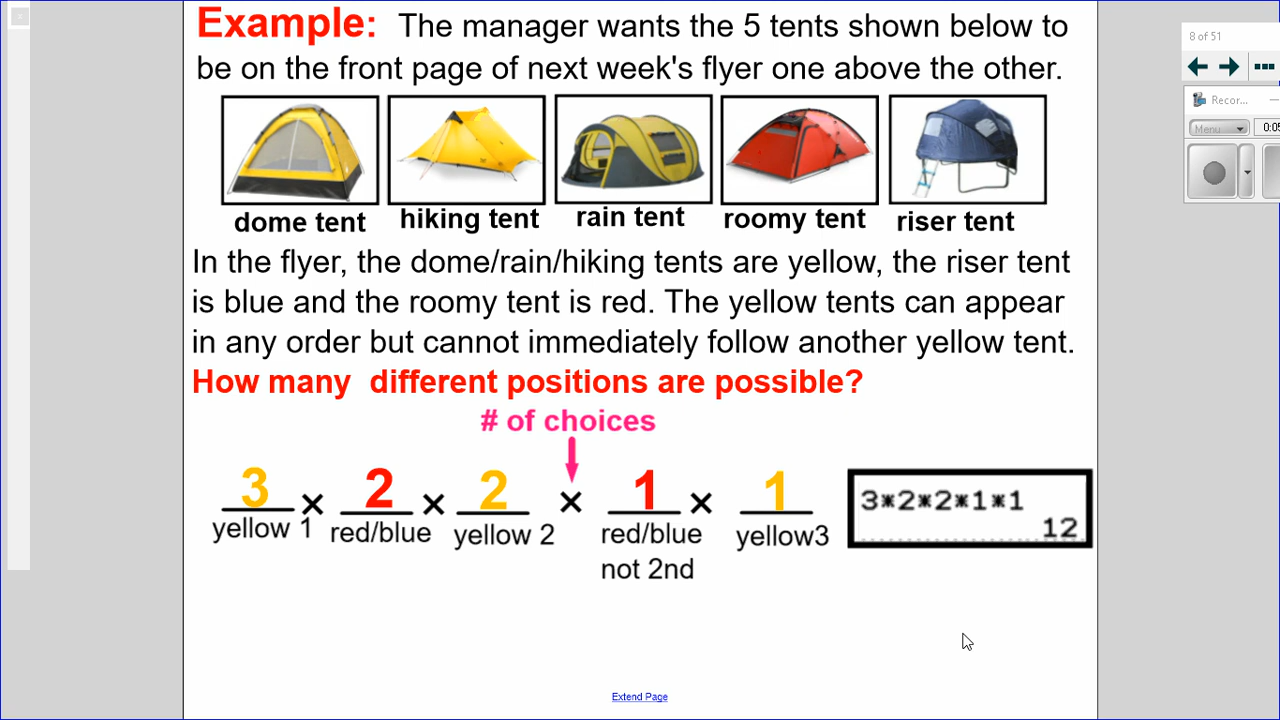 Example: The manager wants the 5 tents shown below to
be on the front page of next week's flyer one above the other.
dome tent hiking tent rain tent roomy tent riser tent
In the flyer, the dome/rain/hiking tents are yellow, the riser tent
is blue and the roomy tent is red. The yellow tents can appear
in any order but cannot immediately follow another yellow tent.
How many different positions are possible?
# of choices
3 × 2 × 2 × 1 × 1
yellow 1 red/blue yellow 2 red/blue yellow3
not 2nd
3*2*2*1*1
12
Extend Page
8 of 51
Recor...
Menu
0:05